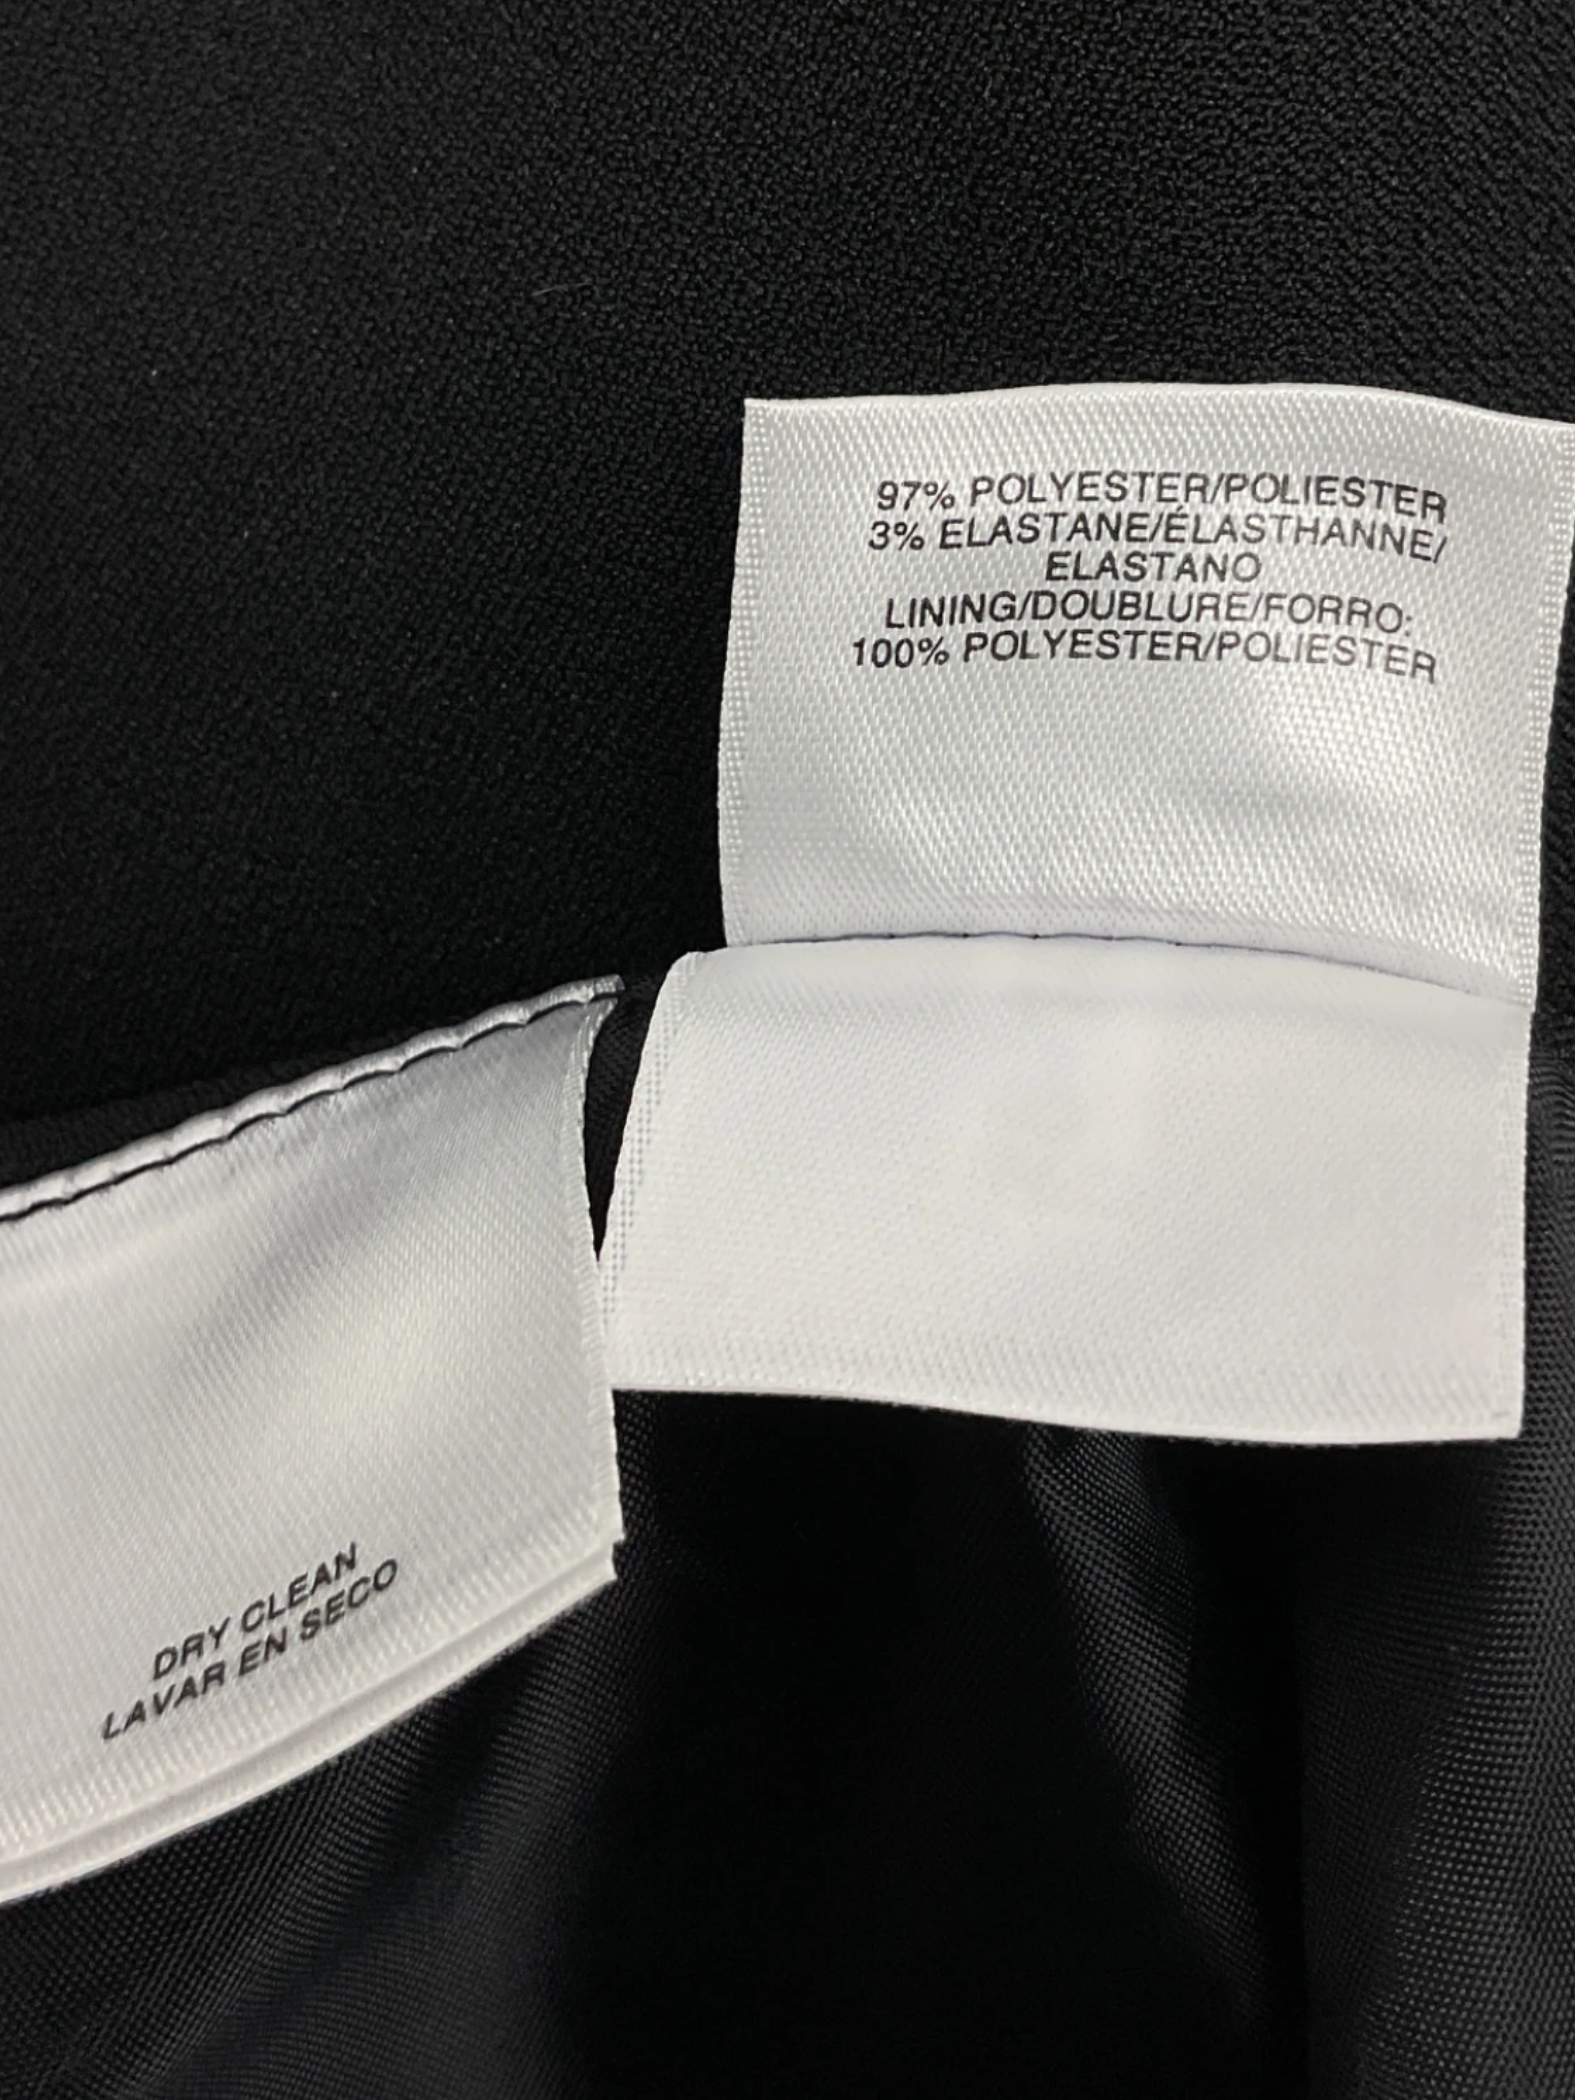 97% POLYESTER/POLIESTER
3% ELASTANE/ÉLASTHANNE/
ELASTANO
LINING/DOUBLURE/FORRO:
100% POLYESTER/POLIESTER
DRY CLEAN
LAVAR EN SECO